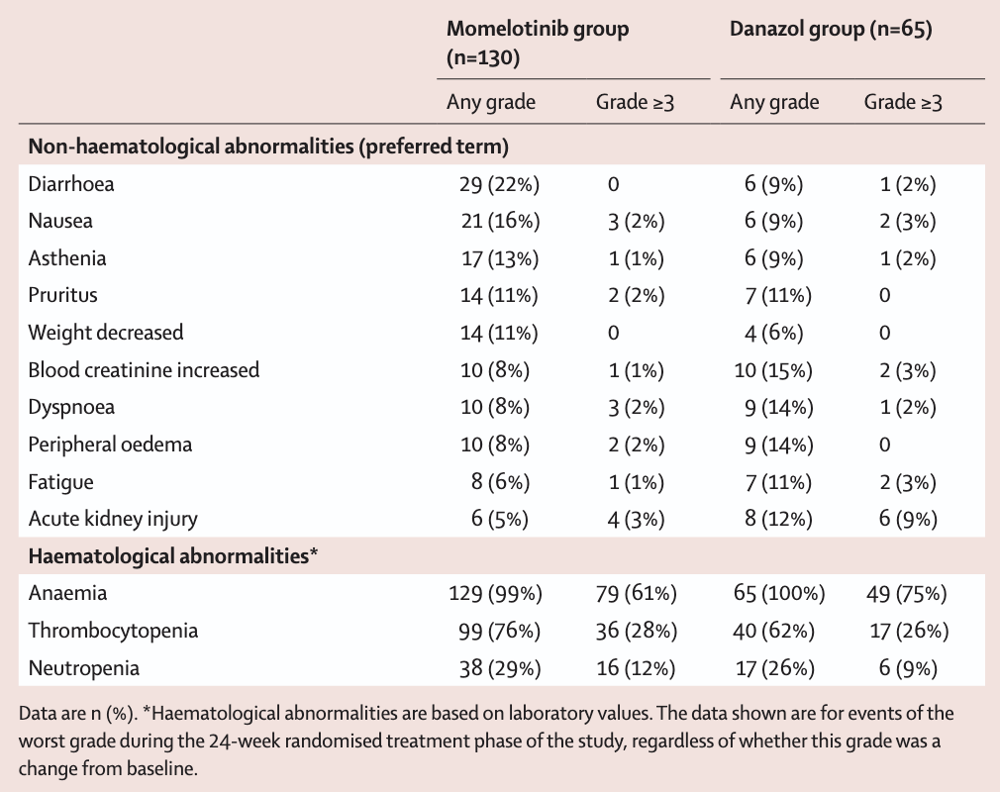 Momelotinib group (n=130) Danazol group (n=65)
Any grade Grade ≥3 Any grade Grade ≥3
Non-haematological abnormalities (preferred term)
Diarrhoea 29 (22%) 0 6 (9%) 1 (2%)
Nausea 21 (16%) 3 (2%) 6 (9%) 2 (3%)
Asthenia 17 (13%) 1 (1%) 6 (9%) 1 (2%)
Pruritus 14 (11%) 2 (2%) 7 (11%) 0
Weight decreased 14 (11%) 0 4 (6%) 0
Blood creatinine increased 10 (8%) 1 (1%) 10 (15%) 2 (3%)
Dyspnoea 10 (8%) 3 (2%) 9 (14%) 1 (2%)
Peripheral oedema 10 (8%) 2 (2%) 9 (14%) 0
Fatigue 8 (6%) 1 (1%) 7 (11%) 2 (3%)
Acute kidney injury 6 (5%) 4 (3%) 8 (12%) 6 (9%)
Haematological abnormalities*
Anaemia 129 (99%) 79 (61%) 65 (100%) 49 (75%)
Thrombocytopenia 99 (76%) 36 (28%) 40 (62%) 17 (26%)
Neutropenia 38 (29%) 16 (12%) 17 (26%) 6 (9%)
Data are n (%). *Haematological abnormalities are based on laboratory values. The data shown are for events of the
worst grade during the 24-week randomised treatment phase of the study, regardless of whether this grade was a
change from baseline.